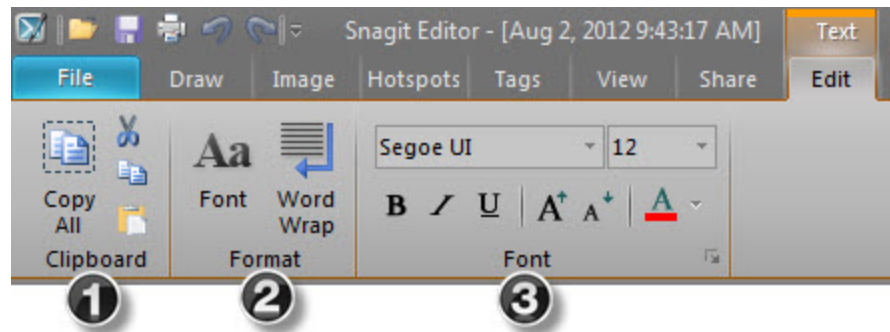 Snagit Editor - [Aug 2, 2012 9:43:17 AM] Text
File Draw Image Hotspots Tags View Share Edit
Segoe UI 12
Aa
Copy All Font Word Wrap B I U A A A
Clipboard Format Font
1 2 3